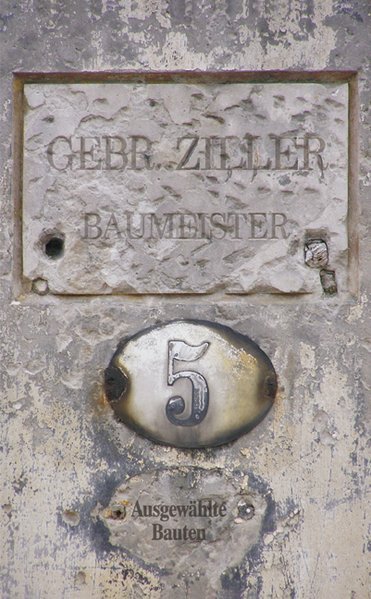 GEBR. ZILLER
BAUMEISTER
5
Ausgewählte
Bauten